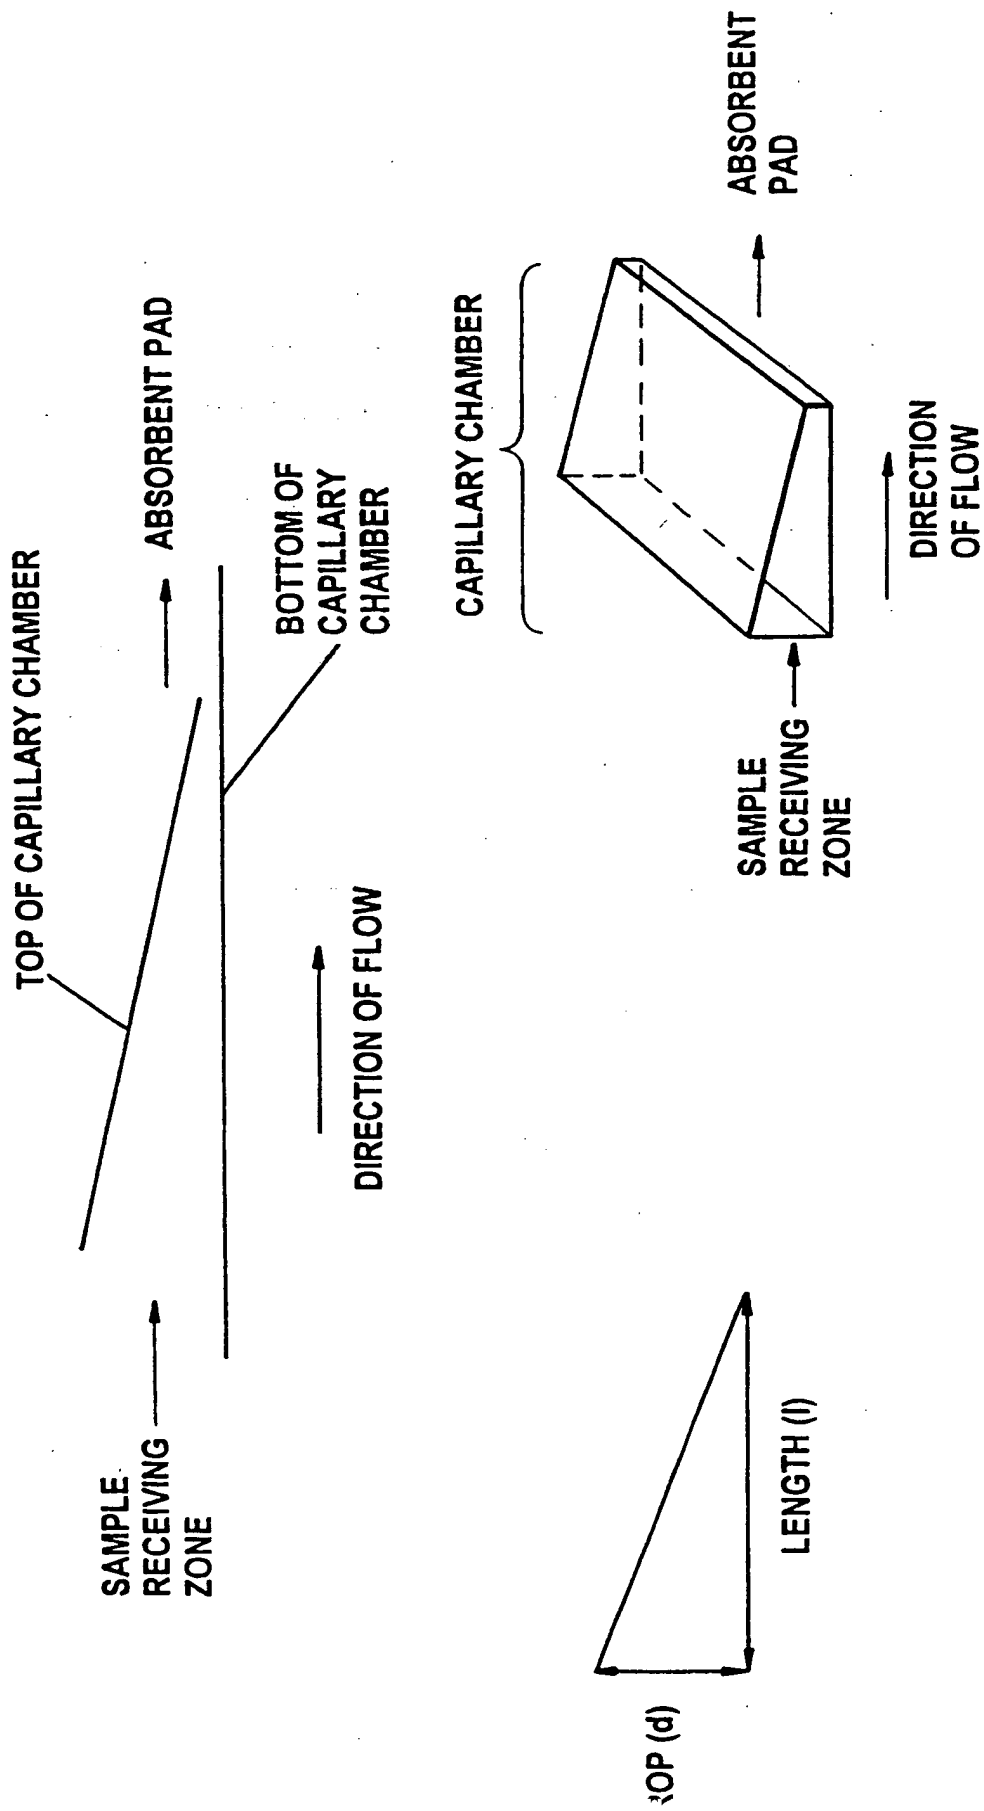 TOP OF CAPILLARY CHAMBER
SAMPLE
RECEIVING
ZONE
ABSORBENT PAD
BOTTOM OF
CAPILLARY
CHAMBER
DIRECTION OF FLOW
(d)
LENGTH (l)
CAPILLARY CHAMBER
SAMPLE
RECEIVING
ZONE
ABSORBENT
PAD
DIRECTION
OF FLOW